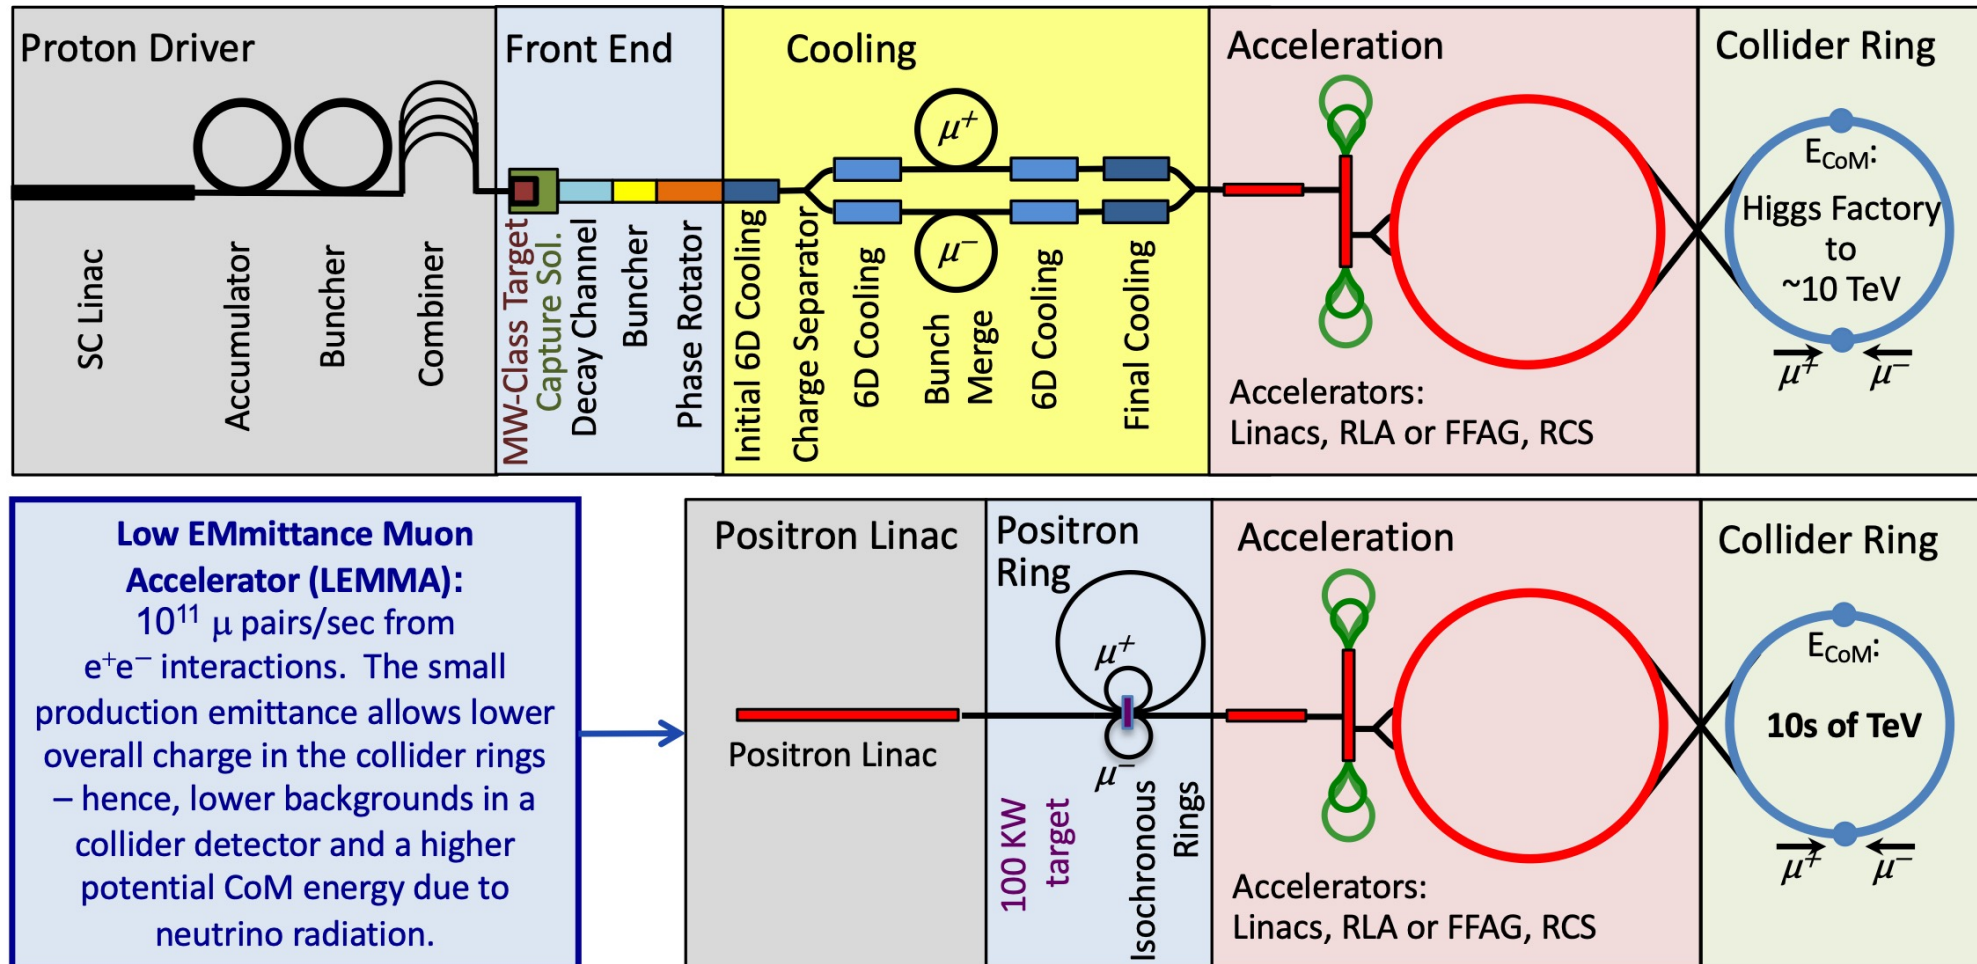 Proton Driver
Front End
Cooling
Acceleration
Collider Ring
μ+
μ−
ECoM:
Higgs Factory
to
~10 TeV
μ+
μ−
SC Linac
Accumulator
Buncher
Combiner
MW-Class Target
Capture Sol.
Decay Channel
Buncher
Phase Rotator
Initial 6D Cooling
Charge Separator
6D Cooling
Bunch
Merge
6D Cooling
Final Cooling
Accelerators:
Linacs, RLA or FFAG, RCS
Low EMmittance Muon
Accelerator (LEMMA):
10¹¹ μ pairs/sec from
e⁺e⁻ interactions. The small
production emittance allows lower
overall charge in the collider rings
– hence, lower backgrounds in a
collider detector and a higher
potential CoM energy due to
neutrino radiation.
Positron Linac
Positron
Ring
Acceleration
Collider Ring
Positron Linac
μ+
μ−
100 KW
target
Isochronous
Rings
Accelerators:
Linacs, RLA or FFAG, RCS
ECoM:
10s of TeV
μ+
μ−